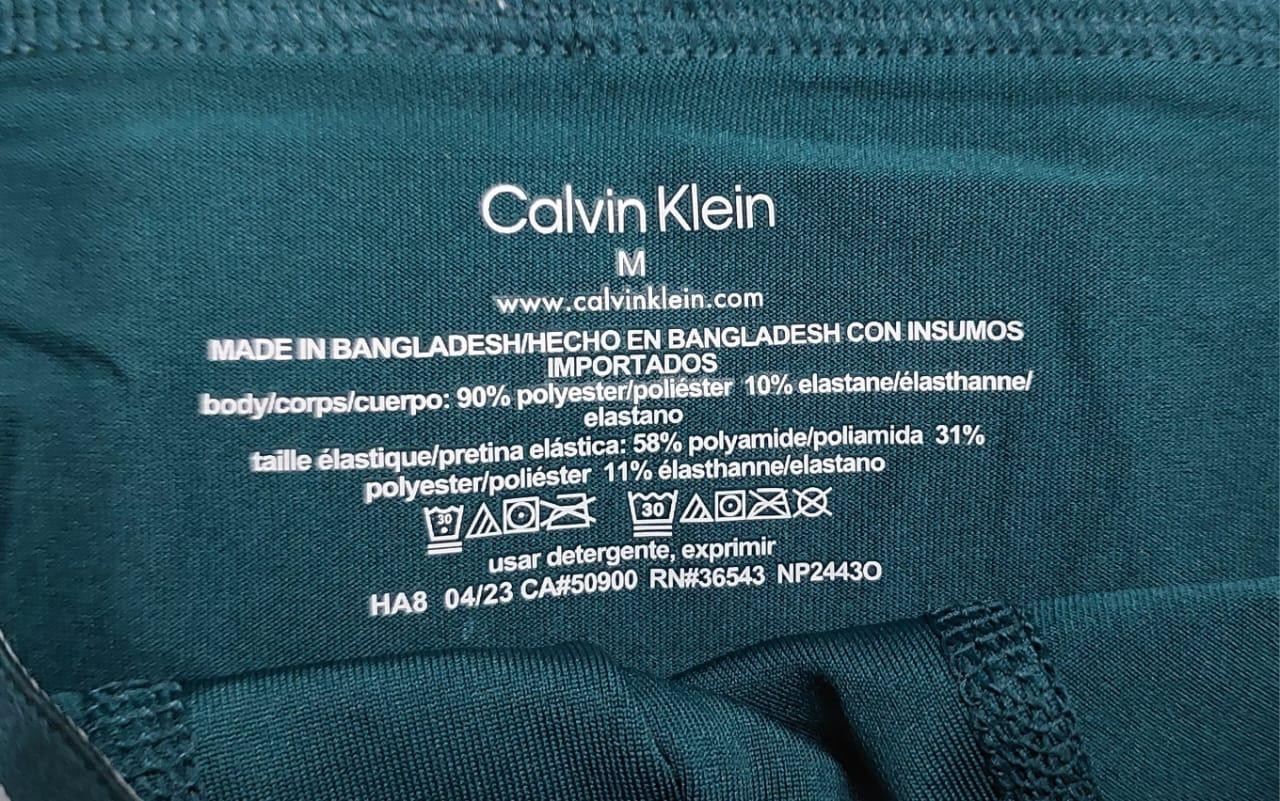 Calvin Klein
M
www.calvinklein.com
MADE IN BANGLADESH/HECHO EN BANGLADESH CON INSUMOS
IMPORTADOS
body/corps/cuerpo: 90% polyester/poliéster 10% elastane/élasthanne/
elastano
taille élastique/pretina elástica: 58% polyamide/poliamida 31%
polyester/poliéster 11% élasthanne/elastano
30 30
usar detergente, exprimir
HA8 04/23 CA#50900 RN#36543 NP2443O